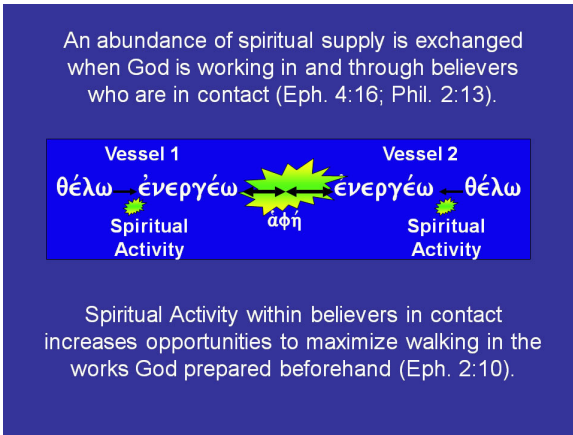 An abundance of spiritual supply is exchanged
when God is working in and through believers
who are in contact (Eph. 4:16; Phil. 2:13).
Vessel 1 Vessel 2
θέλω ἐνεργέω ἐνεργέω θέλω
ἁφή
Spiritual Spiritual
Activity Activity
Spiritual Activity within believers in contact
increases opportunities to maximize walking in the
works God prepared beforehand (Eph. 2:10).